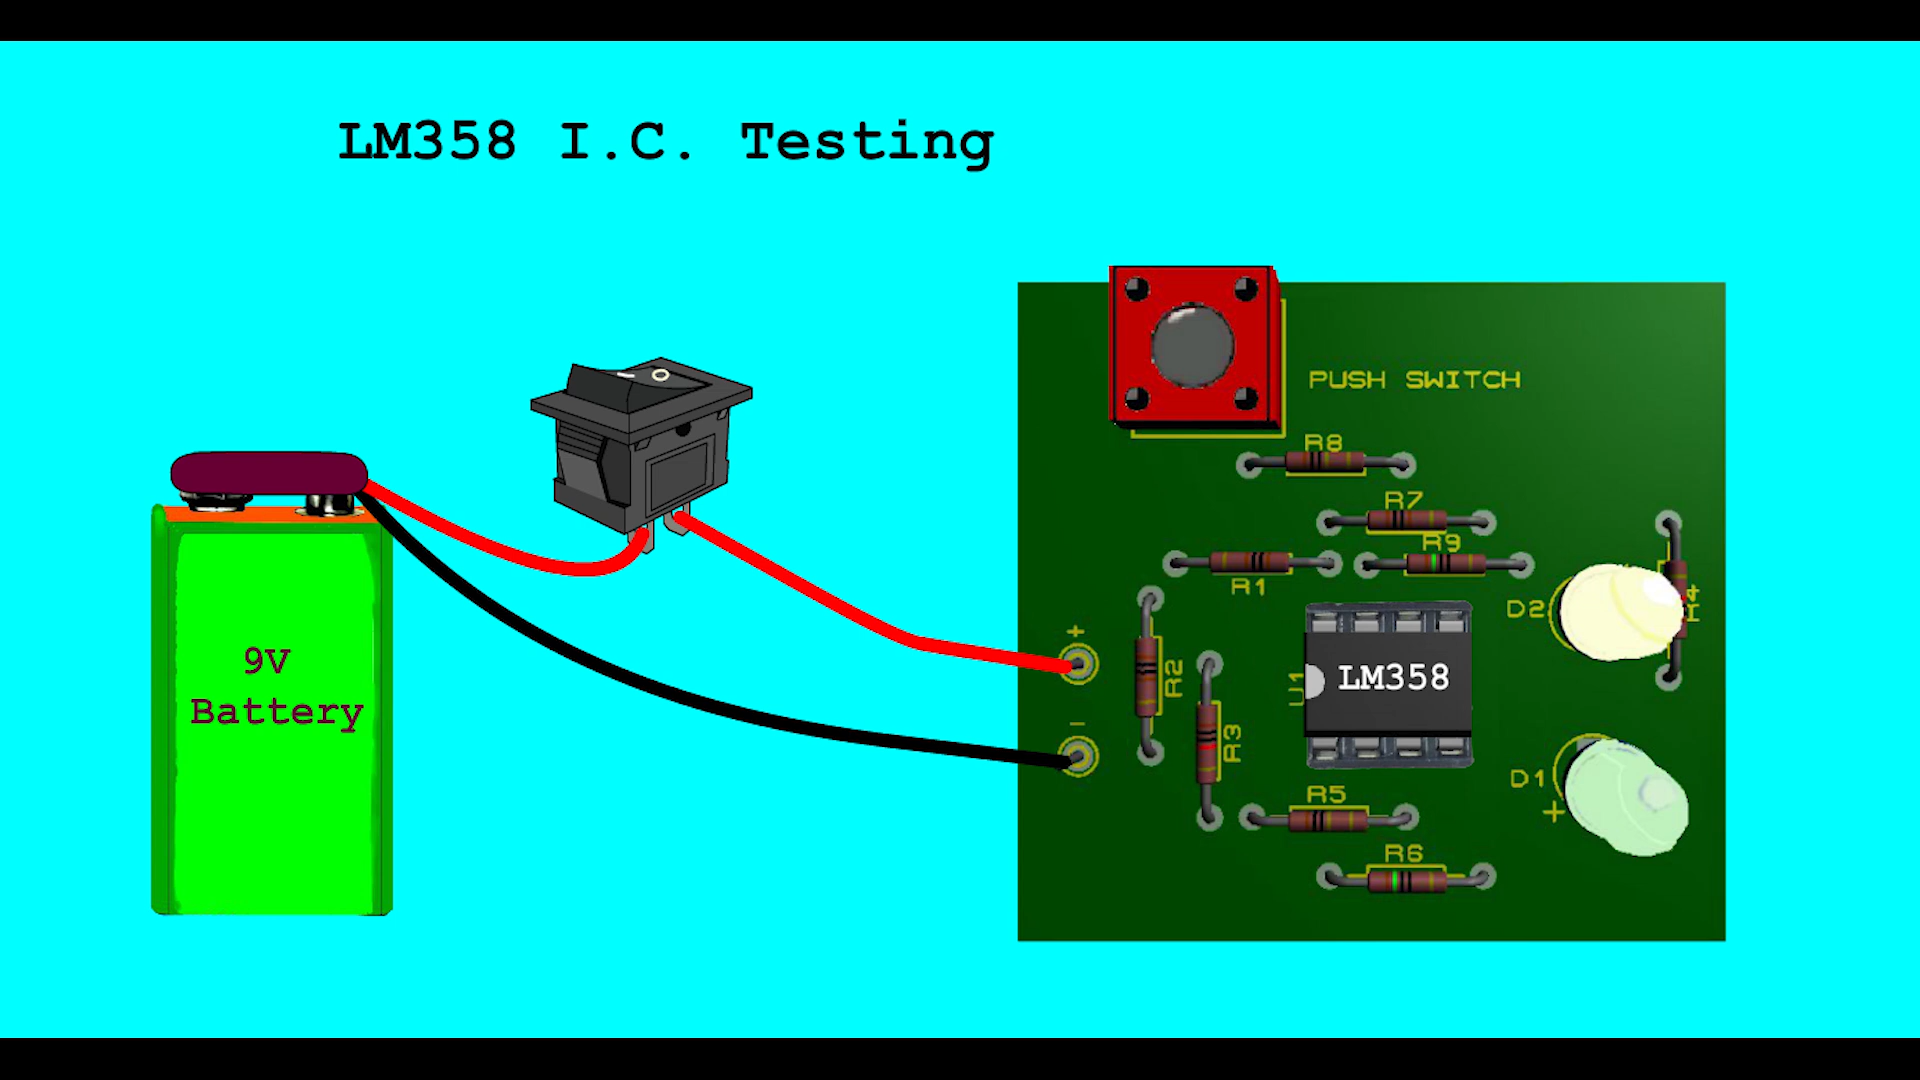 LM358 I.C. Testing
PUSH SWITCH
R8
R7
R9
R1
D2
+
R2
U1
LM358
9V
Battery
-
R3
D1
+
R5
R6